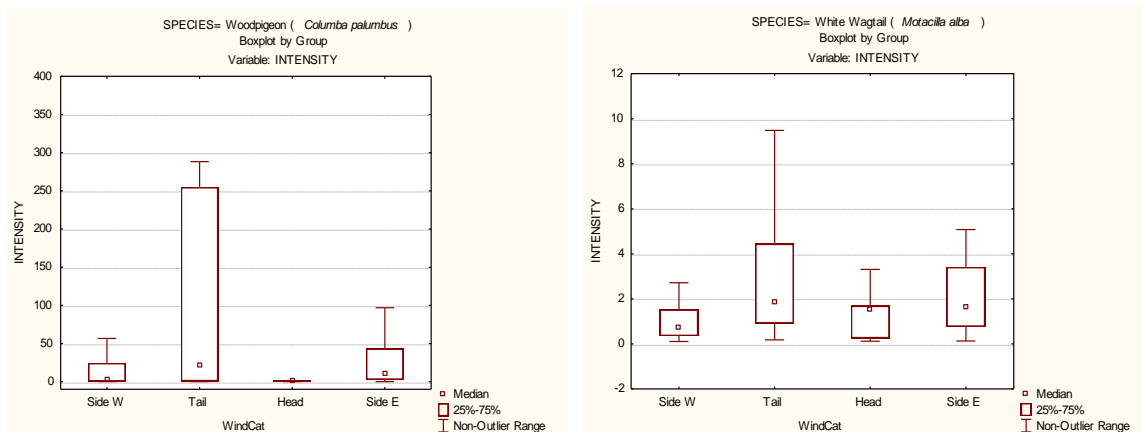 SPECIES= Woodpigeon ( Columba palumbus )
Boxplot by Group
Variable: INTENSITY
400
350
300
250
200
150
100
50
0
INTENSITY
Side W Tail Head Side E
WindCat
Median
25%-75%
Non-Outlier Range
SPECIES= White Wagtail ( Motacilla alba )
Boxplot by Group
Variable: INTENSITY
12
10
8
6
4
2
0
-2
INTENSITY
Side W Tail Head Side E
WindCat
Median
25%-75%
Non-Outlier Range